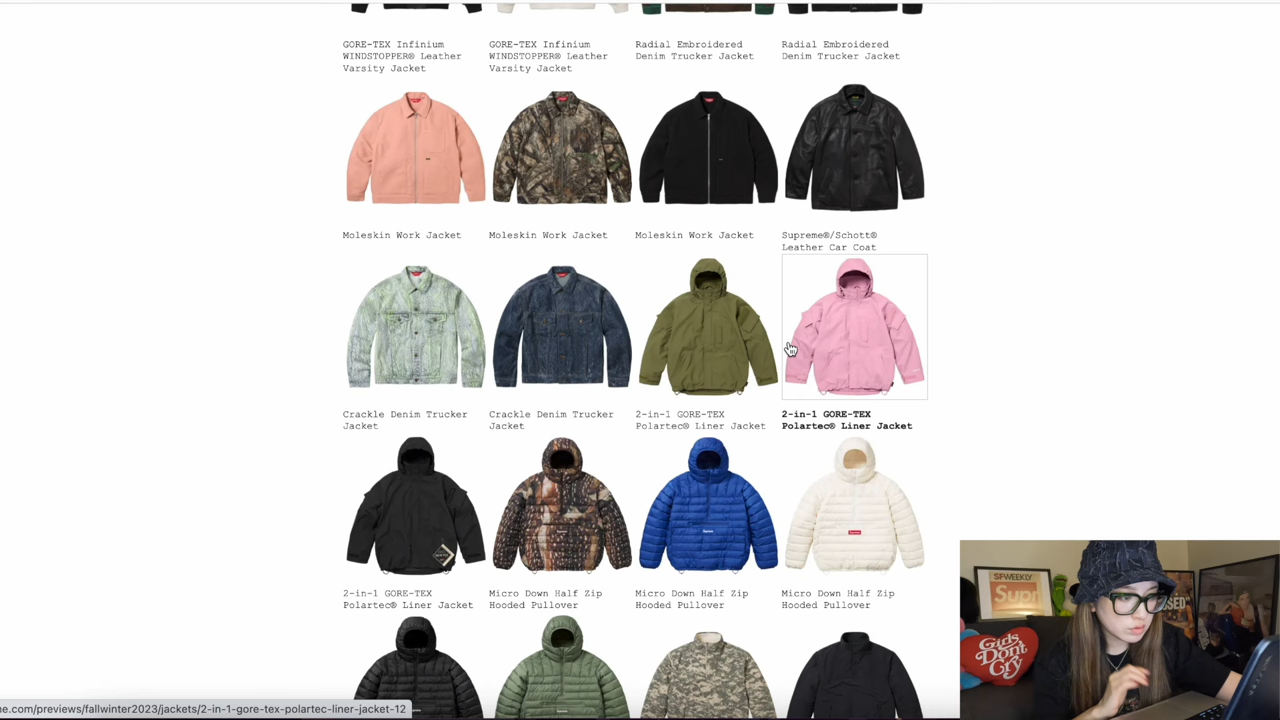 GORE-TEX Infinium
WINDSTOPPER® Leather
Varsity Jacket
GORE-TEX Infinium
WINDSTOPPER® Leather
Varsity Jacket
Radial Embroidered
Denim Trucker Jacket
Radial Embroidered
Denim Trucker Jacket
Moleskin Work Jacket
Moleskin Work Jacket
Moleskin Work Jacket
Supreme®/Schott®
Leather Car Coat
Crackle Denim Trucker
Jacket
Crackle Denim Trucker
Jacket
2-in-1 GORE-TEX
Polartec® Liner Jacket
2-in-1 GORE-TEX
Polartec® Liner Jacket
2-in-1 GORE-TEX
Polartec® Liner Jacket
Micro Down Half Zip
Hooded Pullover
Micro Down Half Zip
Hooded Pullover
Micro Down Half Zip
Hooded Pullover
SFWEEKLY
Supr
Girls
Don't
Cry
me.com/previews/fallwinter2023/jackets/2-in-1-gore-tex-polartec-liner-jacket-12